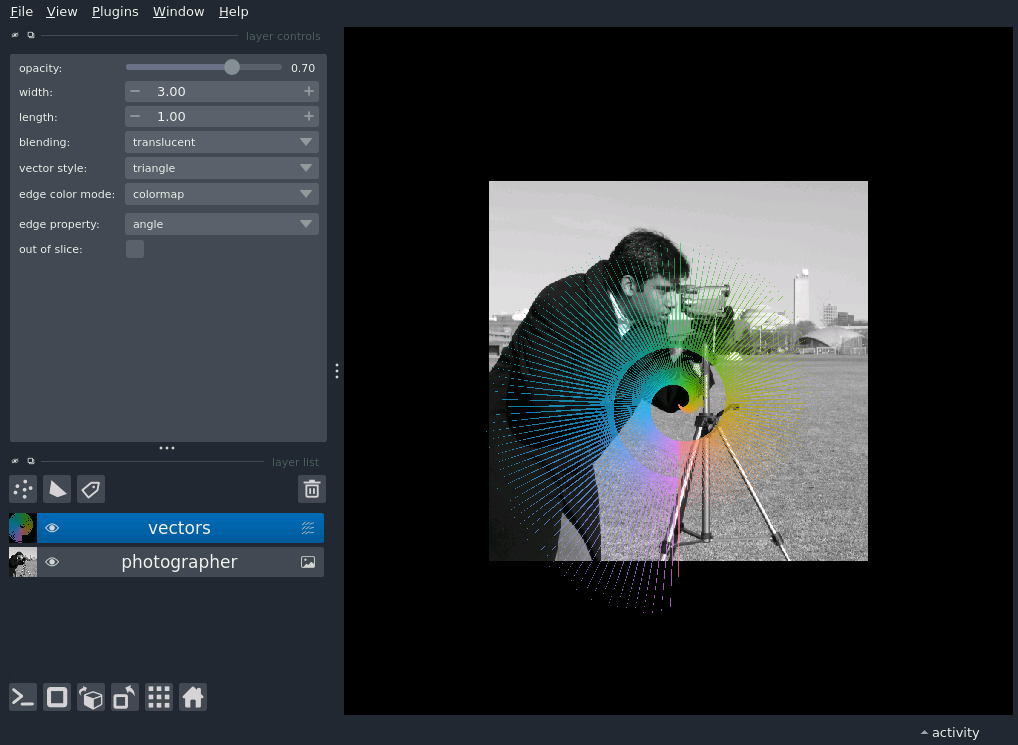 File View Plugins Window Help
layer controls
opacity: 0.70
width: − 3.00 +
length: − 1.00 +
blending: translucent
vector style: triangle
edge color mode: colormap
edge property: angle
out of slice:
layer list
vectors
photographer
activity